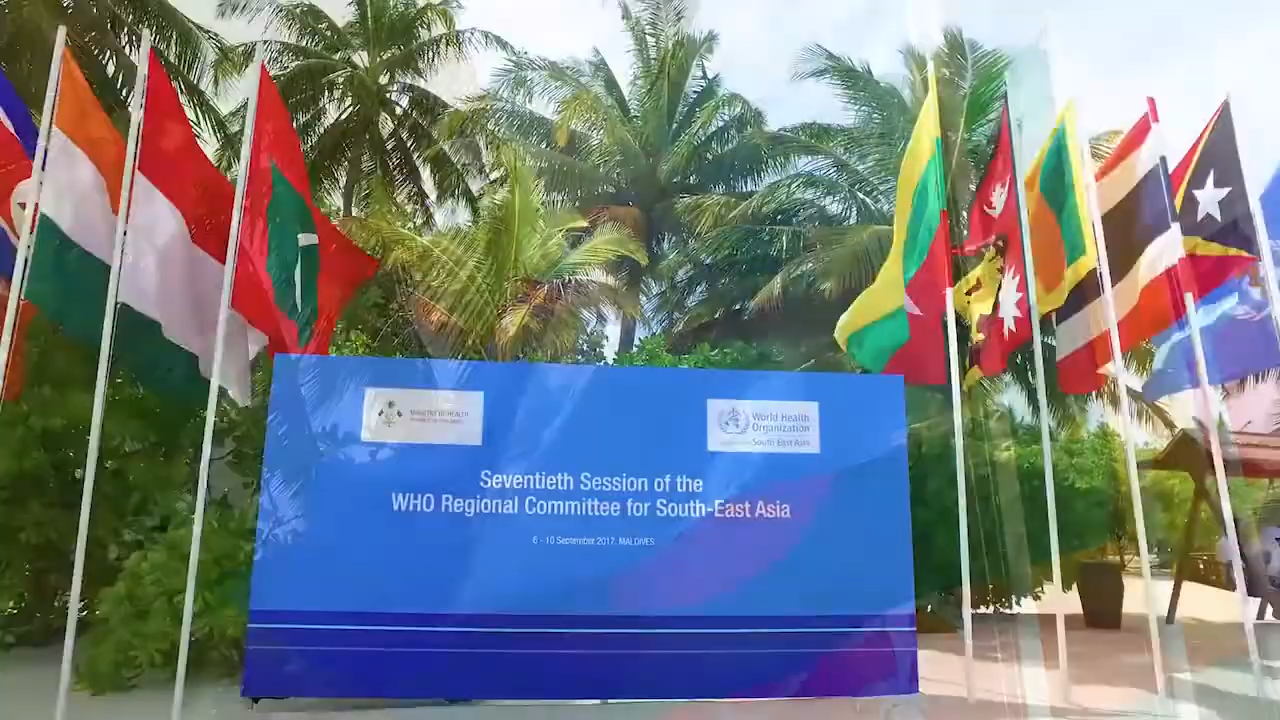 MINISTRY OF HEALTH
World Health
Organization
South-East Asia
Seventieth Session of the
WHO Regional Committee for South-East Asia
6 - 10 September 2017, MALDIVES